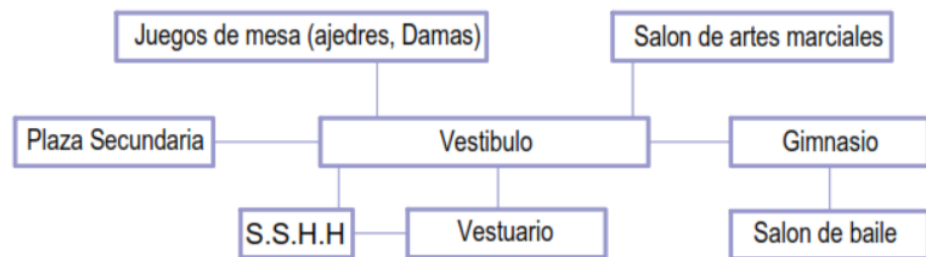 Juegos de mesa (ajedres, Damas)
Salon de artes marciales
Plaza Secundaria
Vestibulo
Gimnasio
S.S.H.H
Vestuario
Salon de baile